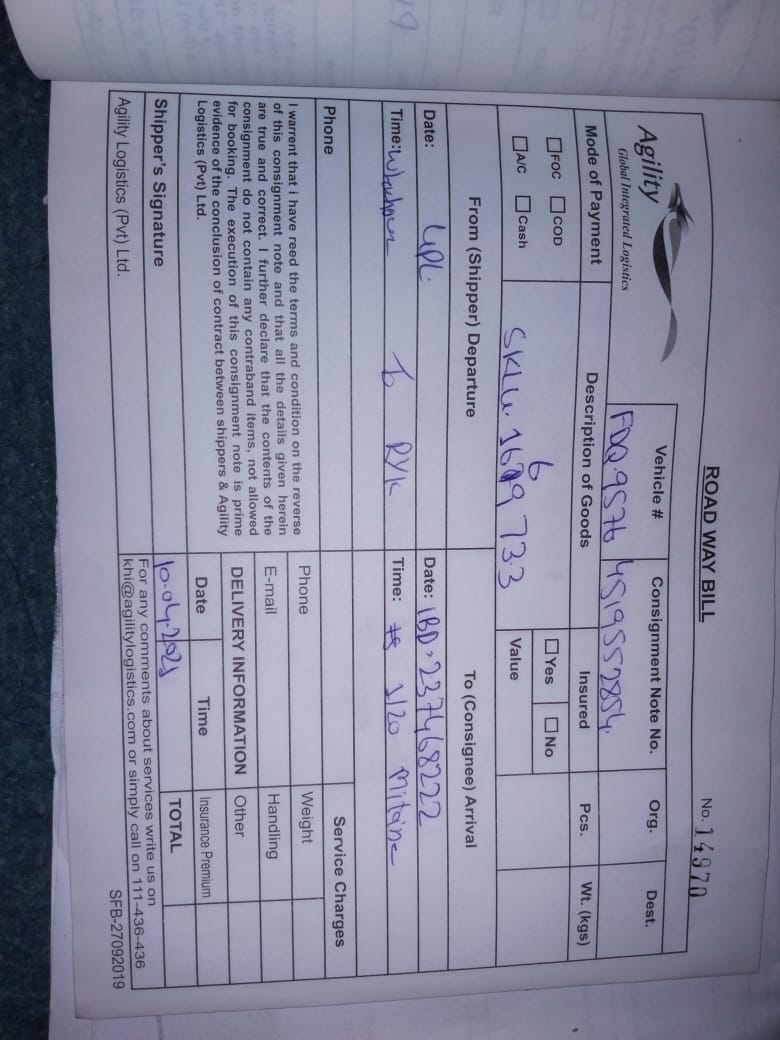 ROAD WAY BILL
No. 14970
Agility
Global Integrated Logistics
Vehicle # Consignment Note No. Org. Dest.
FDQ.9576 4519552854.
Mode of Payment Description of Goods Insured Pcs. Wt. (kgs)
FOC COD Yes No
6
A/C Cash SKLU. 1679 733 Value
From (Shipper) Departure To (Consignee) Arrival
Date: UPL. Date: IBD, 237468222
Time: To RYK Time: 1/20
Phone Service Charges
I warrent that i have reed the terms and condition on the reverse
of this consignment note and that all the details given herein
are true and correct. I further declare that the contents of the
consignment do not contain any contraband items, not allowed
for booking. The execution of this consignment note is prime
evidence of the conclusion of contract between shippers & Agility
Logistics (Pvt) Ltd.
Phone Weight
E-mail Handling
DELIVERY INFORMATION Other
Date Time Insurance Premium
10-04-2021 TOTAL
Shipper's Signature
For any comments about services write us on
khi@agilitylogistics.com or simply call on 111-436-436
Agility Logistics (Pvt) Ltd.
SFB-27092019